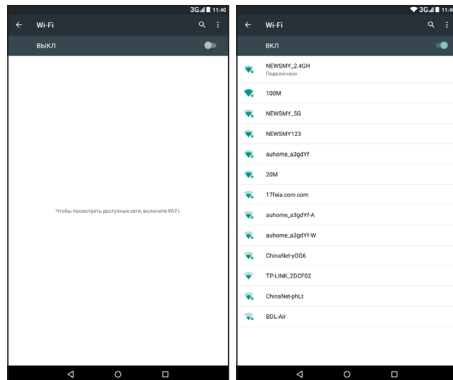 3G 11:40
Wi-Fi
ВЫКЛ
Чтобы посмотреть доступные сети, включите Wi-Fi.
3G 11:40
Wi-Fi
ВКЛ
NEWSMY_2.4GH
Подключено
100M
NEWSMY_5G
NEWSMY123
auhome_a3gdYf
20M
17feia.com.com
auhome_a3gdYf-A
auhome_a3gdYf-W
ChinaNet-yGG6
TP-LINK_2DCF02
ChinaNet-phLt
BDL-Air